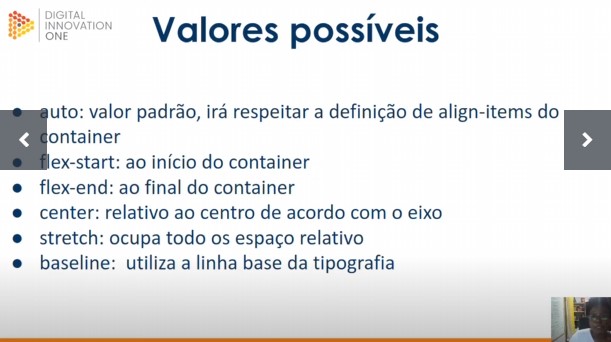 DIGITAL
INNOVATION
ONE
Valores possíveis
auto: valor padrão, irá respeitar a definição de align-items do
container
flex-start: ao início do container
flex-end: ao final do container
center: relativo ao centro de acordo com o eixo
stretch: ocupa todo os espaço relativo
baseline: utiliza a linha base da tipografia